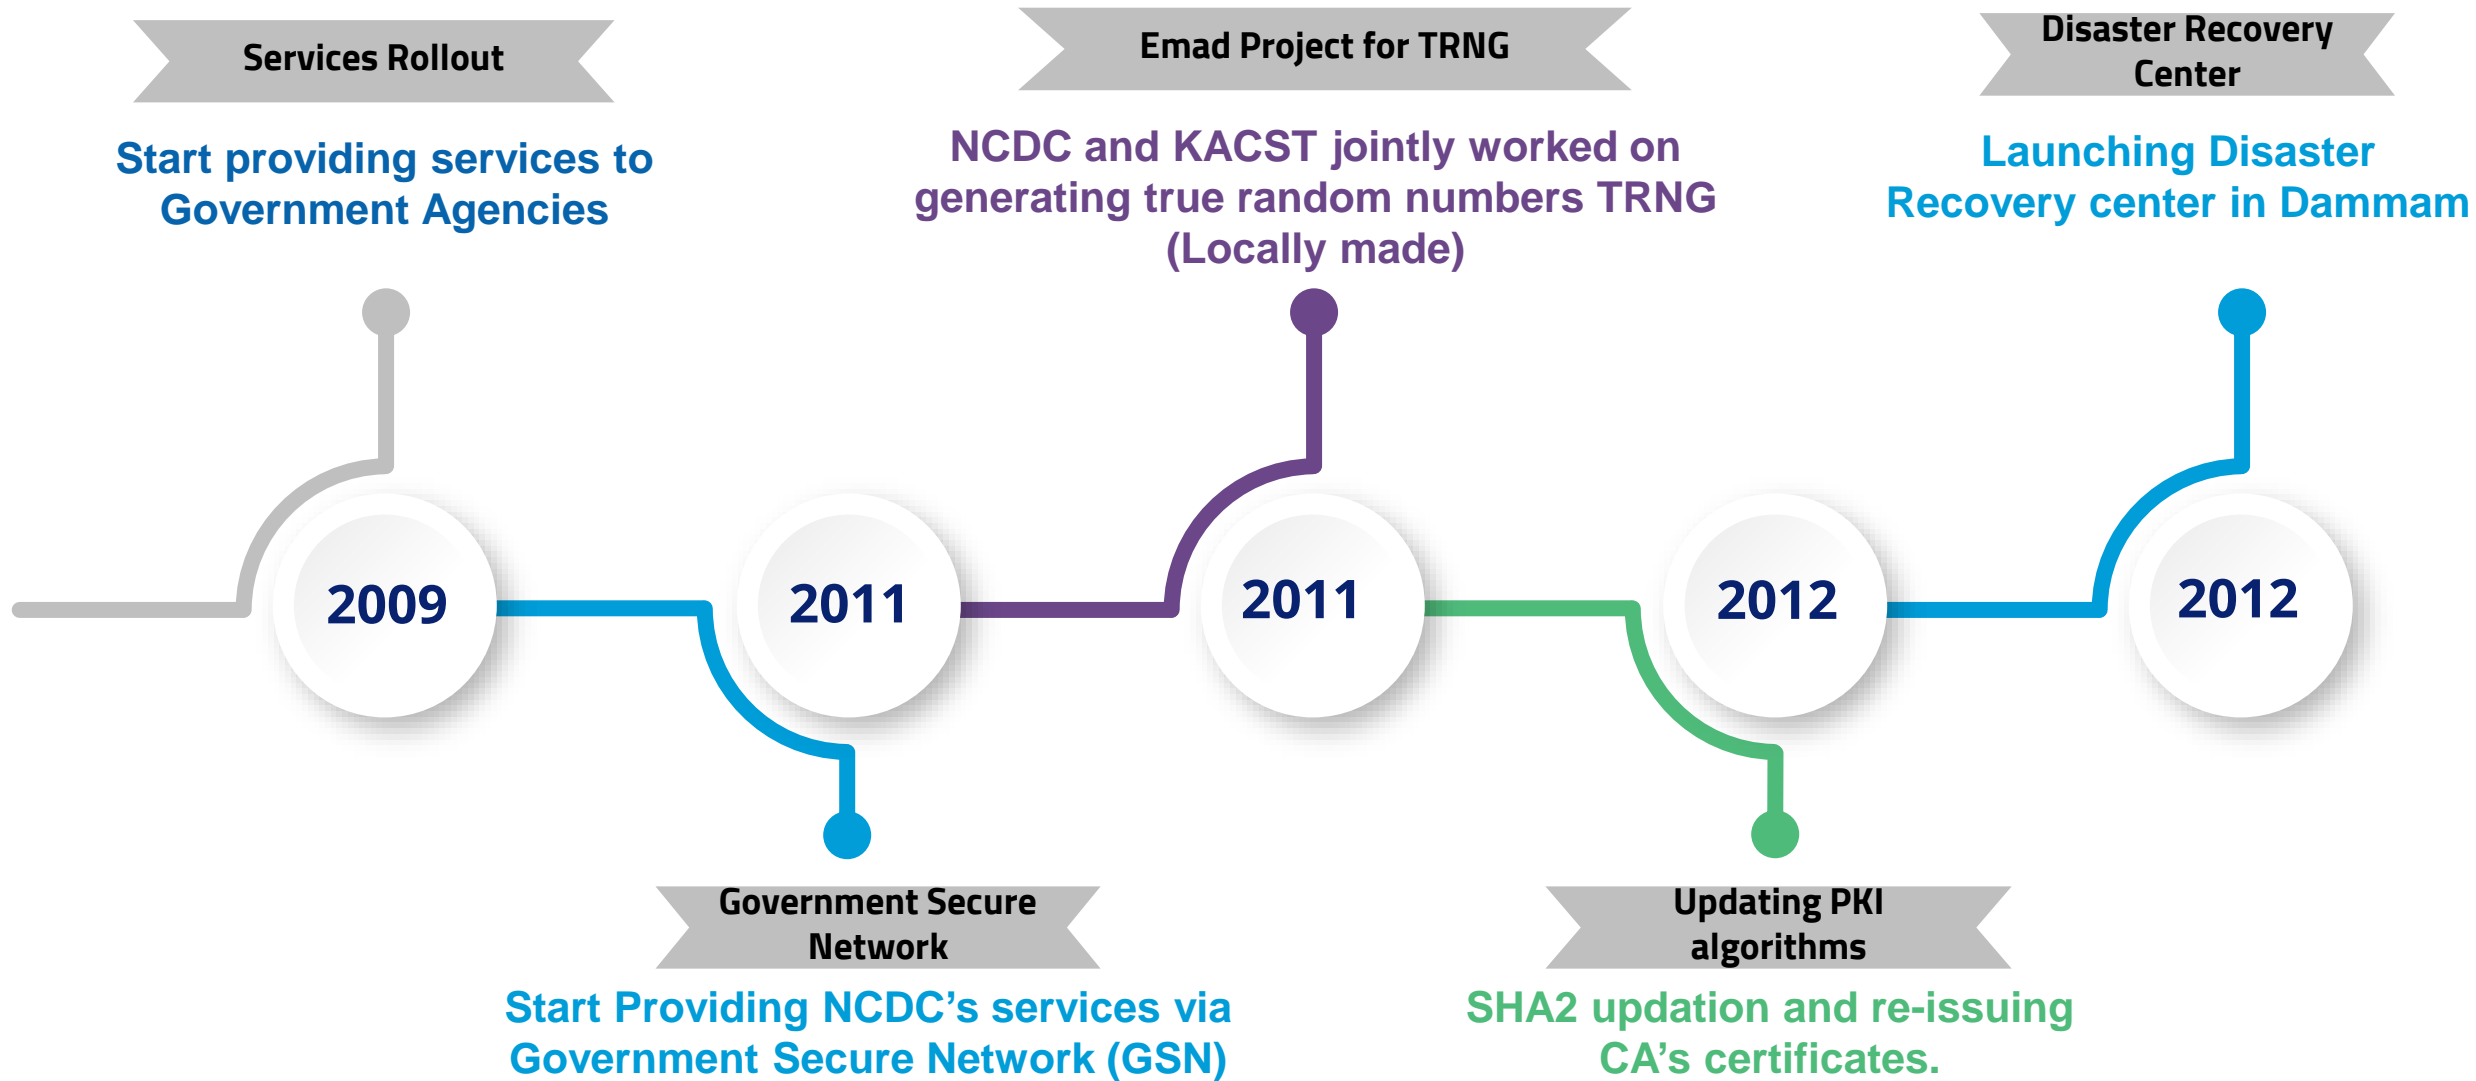 Services Rollout
Start providing services to
Government Agencies
2009
2011
Government Secure
Network
Start Providing NCDC’s services via
Government Secure Network (GSN)
Emad Project for TRNG
NCDC and KACST jointly worked on
generating true random numbers TRNG
(Locally made)
2011
2012
Updating PKI
algorithms
SHA2 updation and re-issuing
CA’s certificates.
Disaster Recovery
Center
Launching Disaster
Recovery center in Dammam
2012